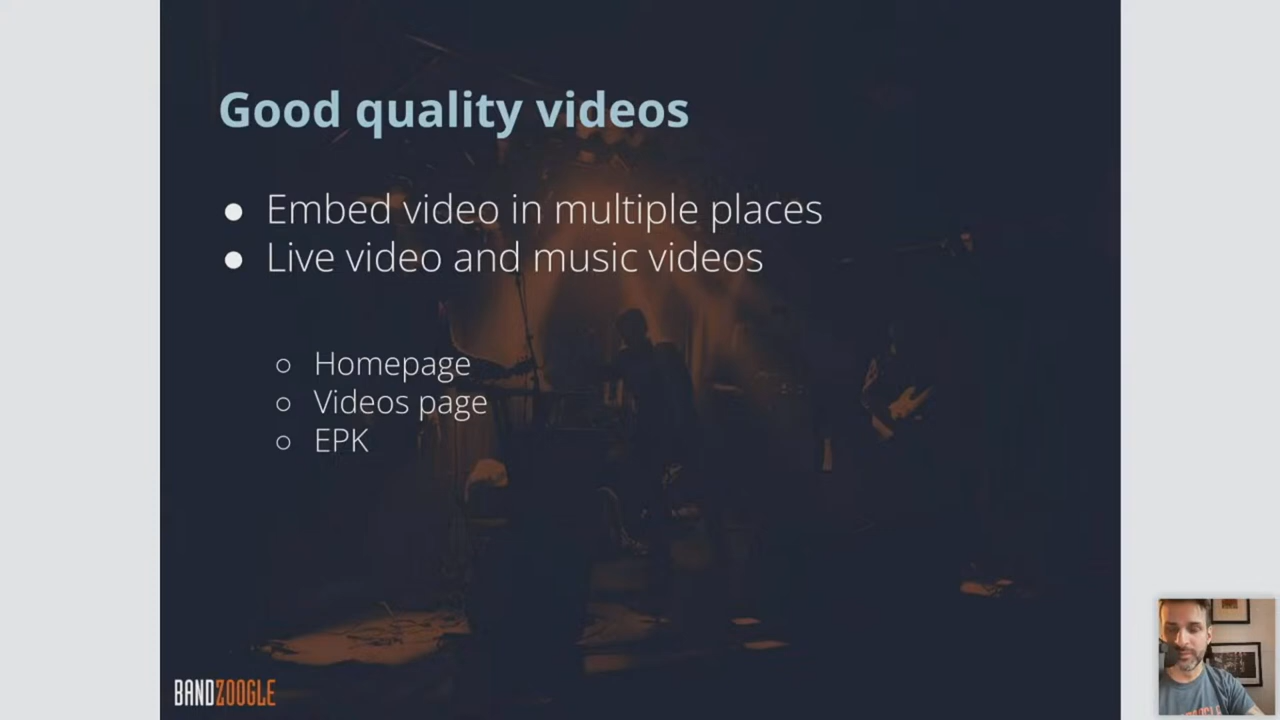 Good quality videos
● Embed video in multiple places
● Live video and music videos
○ Homepage
○ Videos page
○ EPK
BANDZOOGLE